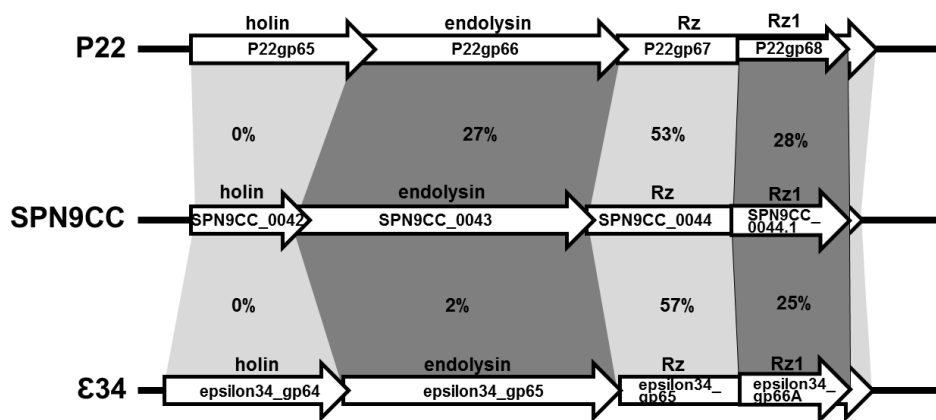 holin endolysin Rz Rz1
P22 P22gp65 P22gp66 P22gp67 P22gp68
0% 27% 53% 28%
holin endolysin Rz Rz1
SPN9CC SPN9CC_0042 SPN9CC_0043 SPN9CC_0044 SPN9CC_
0044.1
0% 2% 57% 25%
holin endolysin Rz Rz1
Ɛ34 epsilon34_gp64 epsilon34_gp65 epsilon34_ epsilon34_
gp65 gp66A